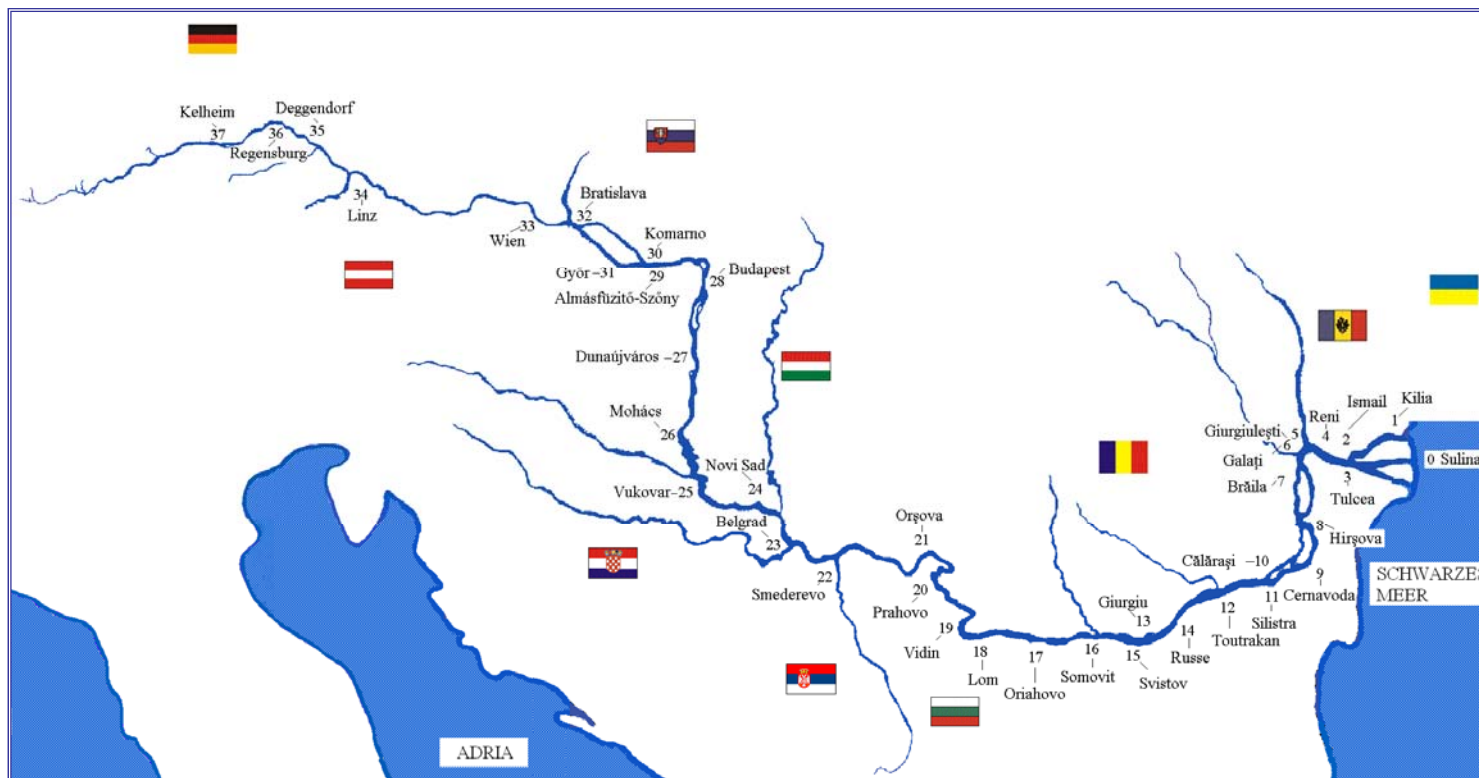 Kelheim
37
Deggendorf
36
35
Regensburg
34
Linz
Bratislava
32
33
Wien
Komarno
30
Györ –31
29
28
Budapest
Almásfüzitő-Szőny
Dunaújváros –27
Mohács
26
Novi Sad
24
Vukovar–25
Belgrad
23
22
Smederevo
Orşova
21
20
Prahovo
19
Vidin
18
Lom
17
Oriahovo
16
Somovit
Giurgiu
13
15
Svistov
14
Russe
12
Toutrakan
11
Silistra
Călăraşi –10
9
Cernavoda
8
Hirşova
Giurgiuleşti
5
6
Galaţi
7
Brăila
Reni
4
Ismail
2
Kilia
1
0 Sulina
3
Tulcea
SCHWARZES
MEER
ADRIA